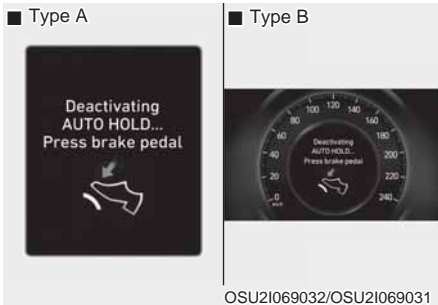 ■ Type A
Deactivating
AUTO HOLD...
Press brake pedal
■ Type B
0
20
40
60
80
100
120
140
160
180
200
220
240
Deactivating
AUTO HOLD...
Press brake pedal
OSU2I069032/OSU2I069031